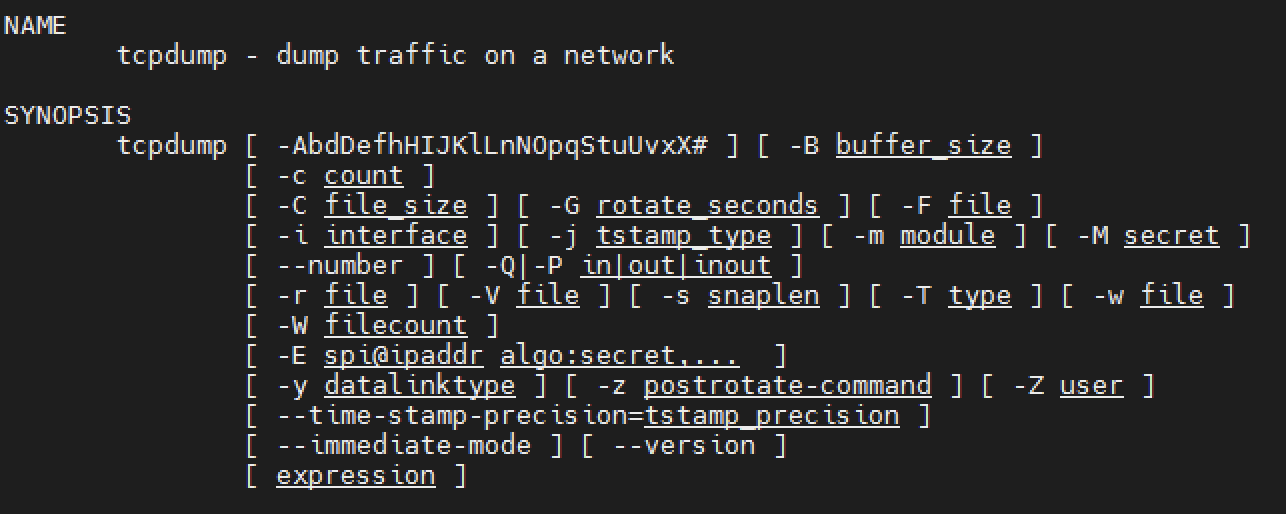 NAME
tcpdump - dump traffic on a network
SYNOPSIS
tcpdump [ -AbdDefhHIJKlLnNOpqStuUvxX# ] [ -B buffer_size ]
[ -c count ]
[ -C file_size ] [ -G rotate_seconds ] [ -F file ]
[ -i interface ] [ -j tstamp_type ] [ -m module ] [ -M secret ]
[ --number ] [ -Q|-P in|out|inout ]
[ -r file ] [ -V file ] [ -s snaplen ] [ -T type ] [ -w file ]
[ -W filecount ]
[ -E spi@ipaddr algo:secret,... ]
[ -y datalinktype ] [ -z postrotate-command ] [ -Z user ]
[ --time-stamp-precision=tstamp_precision ]
[ --immediate-mode ] [ --version ]
[ expression ]